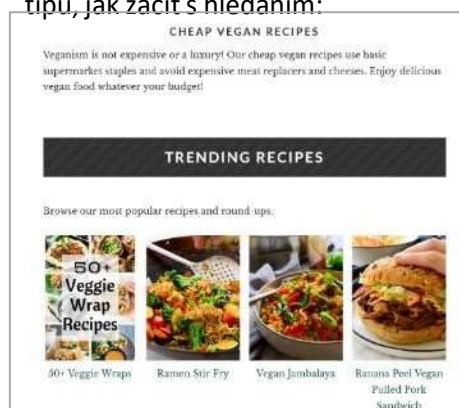 tipů, jak začít s hledáním:
CHEAP VEGAN RECIPES
Veganism is not expensive or a luxury! Our cheap vegan recipes use basic
supermarket staples and avoid expensive meat replacers and cheeses. Enjoy delicious
vegan food whatever your budget!
TRENDING RECIPES
Browse our most popular recipes and round-ups.
50+
Veggie
Wrap
Recipes
50+ Veggie Wraps
Ramen Stir Fry
Vegan Jambalaya
Banana Peel Vegan
Pulled Pork
Sandwich